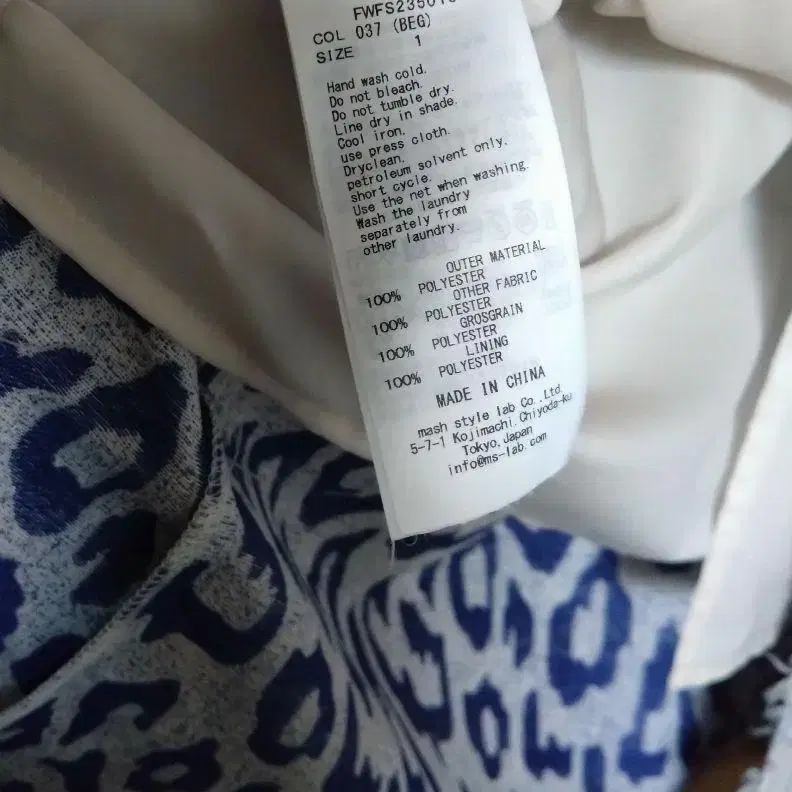 COL 037 (BEG)
SIZE 1
Hand wash cold.
Do not bleach.
Do not tumble dry.
Line dry in shade.
Cool iron.
use press cloth.
Dryclean.
petroleum solvent only.
short cycle.
Use the net when washing.
Wash the laundry
separately from
other laundry.
OUTER MATERIAL
100% POLYESTER
OTHER FABRIC
100% POLYESTER
GROSGRAIN
100% POLYESTER
LINING
100% POLYESTER
MADE IN CHINA
mash style lab Co.,Ltd.
5-7-1 Kojimachi, Chiyoda-ku
Tokyo, Japan
info@ms-lab.com